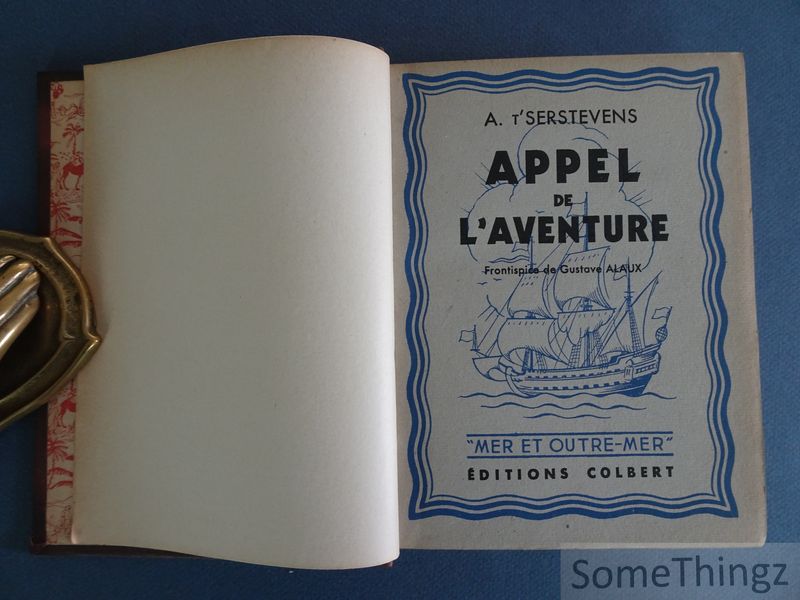 A. T'SERSTEVENS
APPEL
DE
L'AVENTURE
Frontispice de Gustave ALAUX
"MER ET OUTRE-MER"
ÉDITIONS COLBERT
SomeThingz